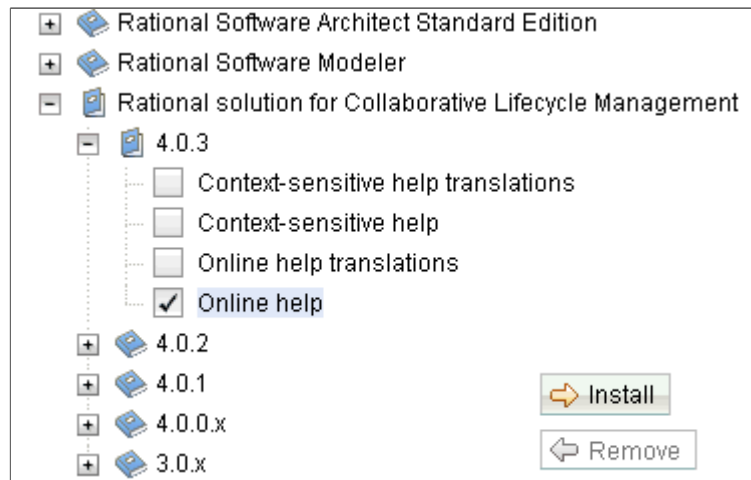 Rational Software Architect Standard Edition
Rational Software Modeler
Rational solution for Collaborative Lifecycle Management
4.0.3
Context-sensitive help translations
Context-sensitive help
Online help translations
Online help
4.0.2
4.0.1
Install
4.0.0.x
Remove
3.0.x